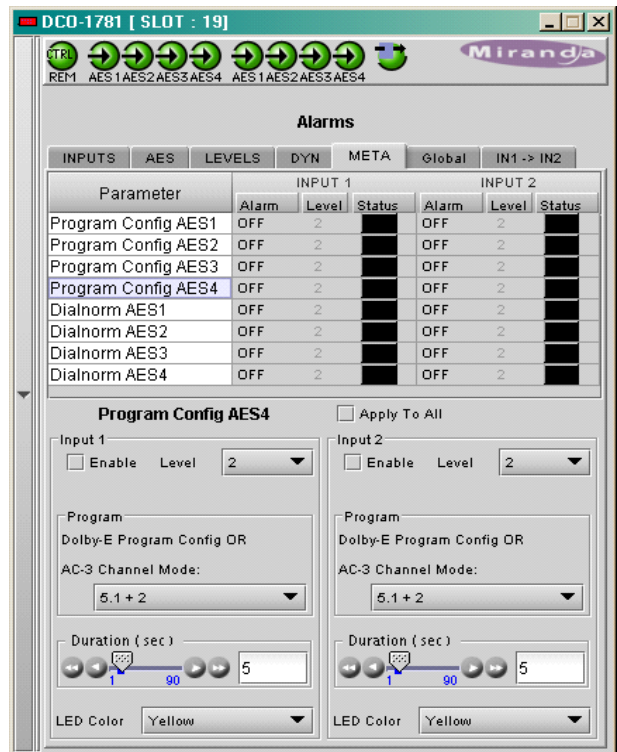 DCO-1781 [ SLOT : 19]
CTRL
REM AES1 AES2 AES3 AES4 AES1 AES2 AES3 AES4
Miranda
Alarms
INPUTS AES LEVELS DYN META Global IN1 -> IN2
Parameter INPUT 1 INPUT 2
Alarm Level Status Alarm Level Status
Program Config AES1 OFF 2 OFF 2
Program Config AES2 OFF 2 OFF 2
Program Config AES3 OFF 2 OFF 2
Program Config AES4 OFF 2 OFF 2
Dialnorm AES1 OFF 2 OFF 2
Dialnorm AES2 OFF 2 OFF 2
Dialnorm AES3 OFF 2 OFF 2
Dialnorm AES4 OFF 2 OFF 2
Program Config AES4 Apply To All
Input 1
Enable Level 2
Program
Dolby-E Program Config OR
AC-3 Channel Mode:
5.1 + 2
Duration ( sec )
1 90 5
LED Color Yellow
Input 2
Enable Level 2
Program
Dolby-E Program Config OR
AC-3 Channel Mode:
5.1 + 2
Duration ( sec )
1 90 5
LED Color Yellow